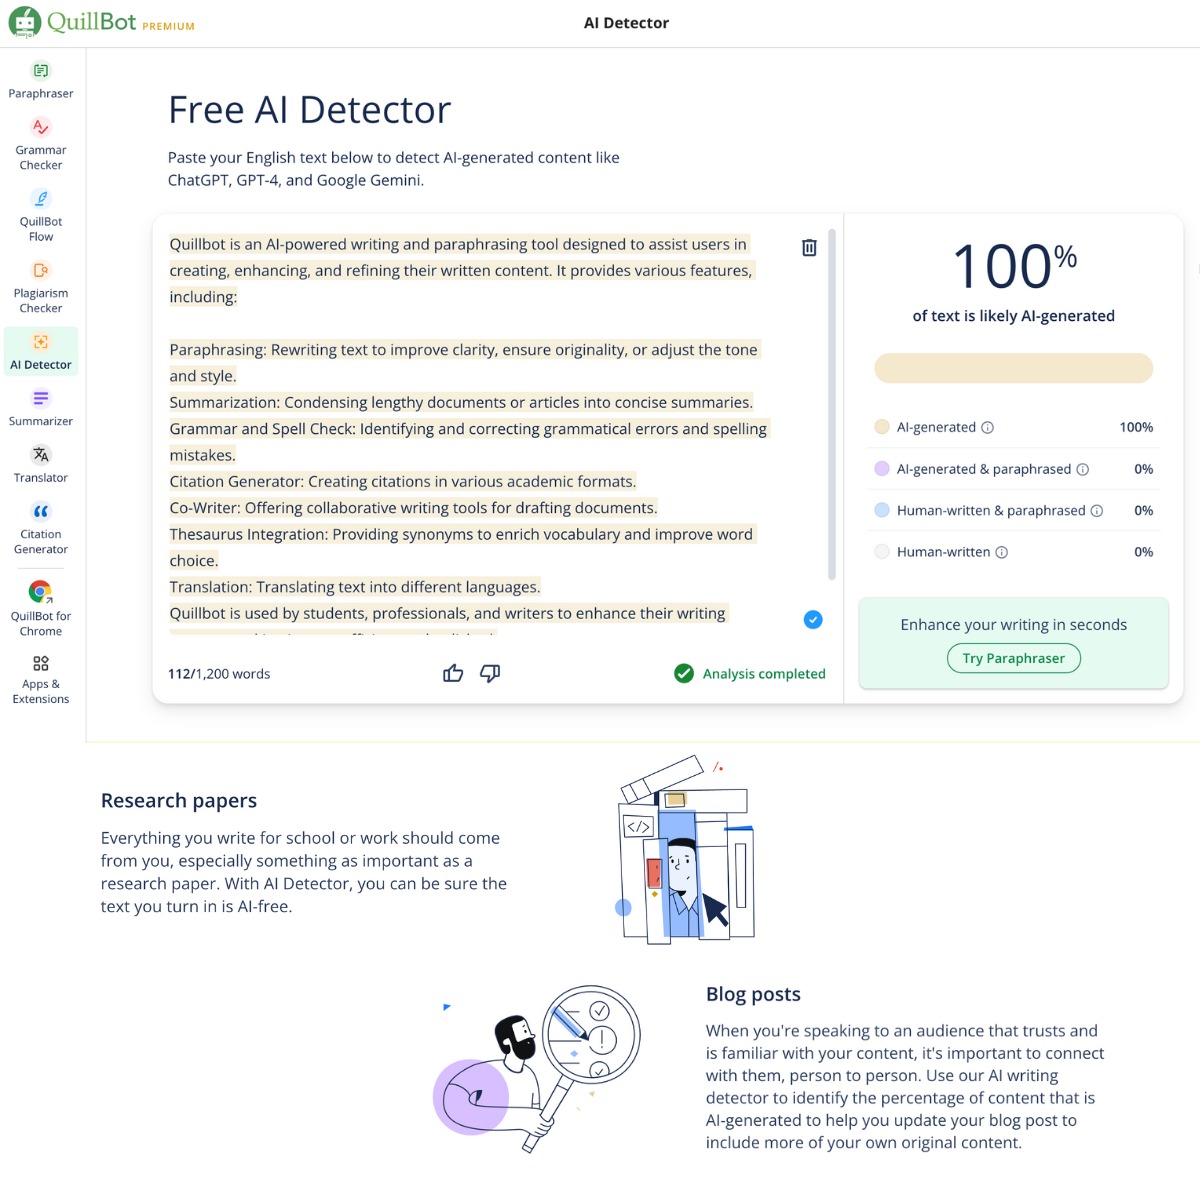 QuillBot PREMIUM
AI Detector
Paraphraser
Grammar
Checker
QuillBot
Flow
Plagiarism
Checker
AI Detector
Summarizer
Translator
Citation
Generator
QuillBot for
Chrome
Apps &
Extensions
Free AI Detector
Paste your English text below to detect AI-generated content like
ChatGPT, GPT-4, and Google Gemini.
Quillbot is an AI-powered writing and paraphrasing tool designed to assist users in
creating, enhancing, and refining their written content. It provides various features,
including:
Paraphrasing: Rewriting text to improve clarity, ensure originality, or adjust the tone
and style.
Summarization: Condensing lengthy documents or articles into concise summaries.
Grammar and Spell Check: Identifying and correcting grammatical errors and spelling
mistakes.
Citation Generator: Creating citations in various academic formats.
Co-Writer: Offering collaborative writing tools for drafting documents.
Thesaurus Integration: Providing synonyms to enrich vocabulary and improve word
choice.
Translation: Translating text into different languages.
Quillbot is used by students, professionals, and writers to enhance their writing
112/1,200 words
Analysis completed
100%
of text is likely AI-generated
AI-generated 100%
AI-generated & paraphrased 0%
Human-written & paraphrased 0%
Human-written 0%
Enhance your writing in seconds
Try Paraphraser
Research papers
Everything you write for school or work should come
from you, especially something as important as a
research paper. With AI Detector, you can be sure the
text you turn in is AI-free.
</>
Blog posts
When you're speaking to an audience that trusts and
is familiar with your content, it's important to connect
with them, person to person. Use our AI writing
detector to identify the percentage of content that is
AI-generated to help you update your blog post to
include more of your own original content.